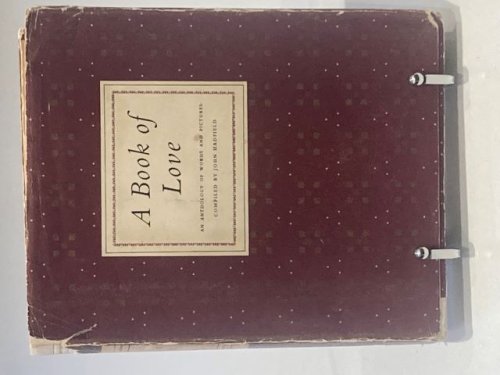 A Book of
Love
AN ANTHOLOGY OF WORDS AND PICTURES
COMPILED BY JOHN HADFIELD